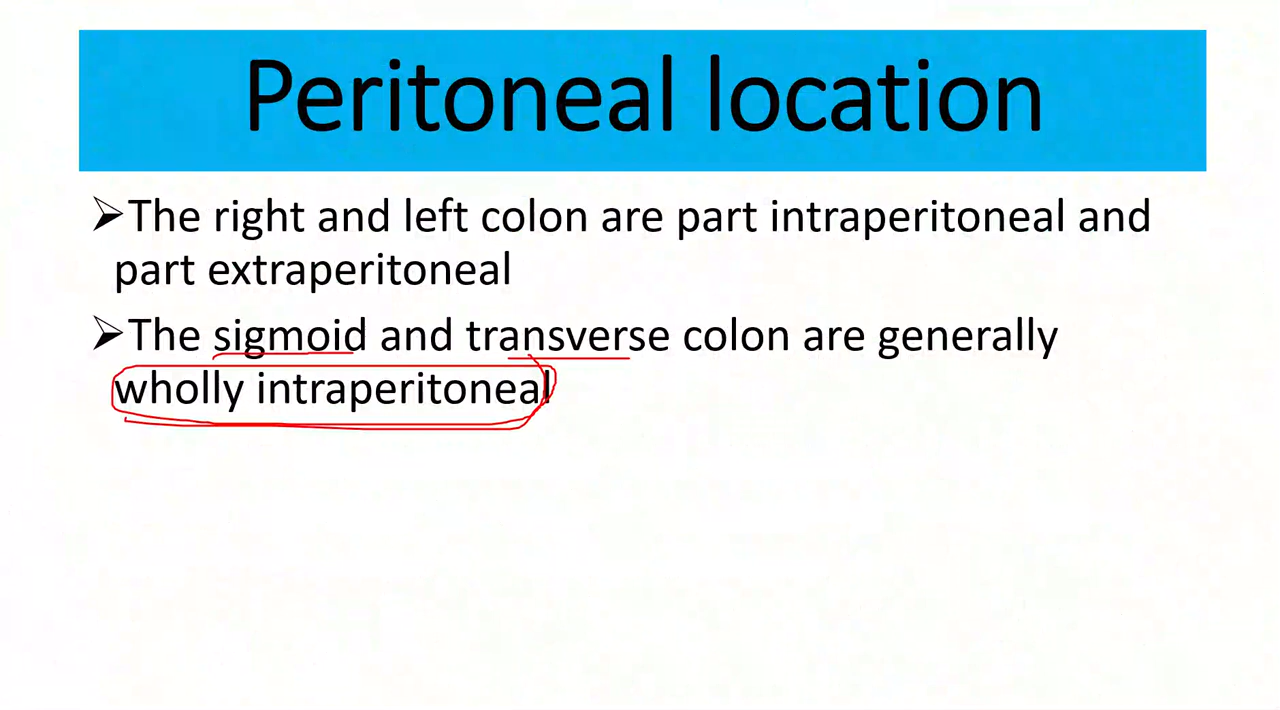 Peritoneal location
➢The right and left colon are part intraperitoneal and
part extraperitoneal
➢The sigmoid and transverse colon are generally
wholly intraperitoneal